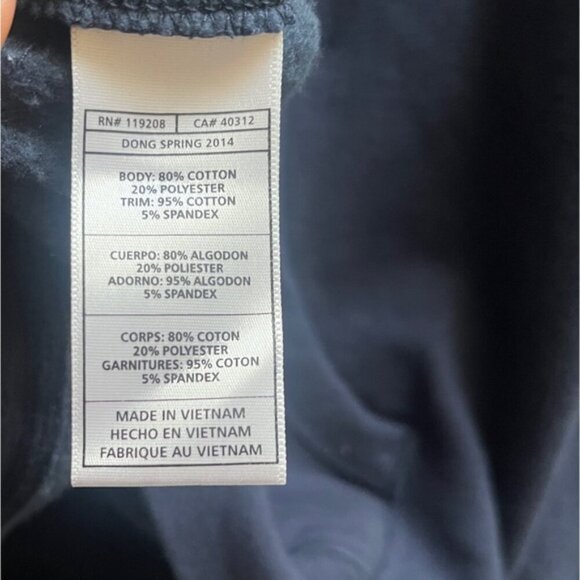 RN# 119208 CA# 40312
DONG SPRING 2014
BODY: 80% COTTON
20% POLYESTER
TRIM: 95% COTTON
5% SPANDEX
CUERPO: 80% ALGODON
20% POLIESTER
ADORNO: 95% ALGODON
5% SPANDEX
CORPS: 80% COTON
20% POLYESTER
GARNITURES: 95% COTON
5% SPANDEX
MADE IN VIETNAM
HECHO EN VIETNAM
FABRIQUE AU VIETNAM